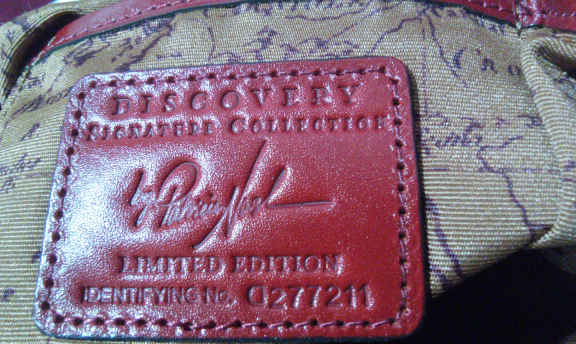 DISCOVERY
SIGNATURE COLLECTION
by Patricia Nash
LIMITED EDITION
IDENTIFYING No. C277211